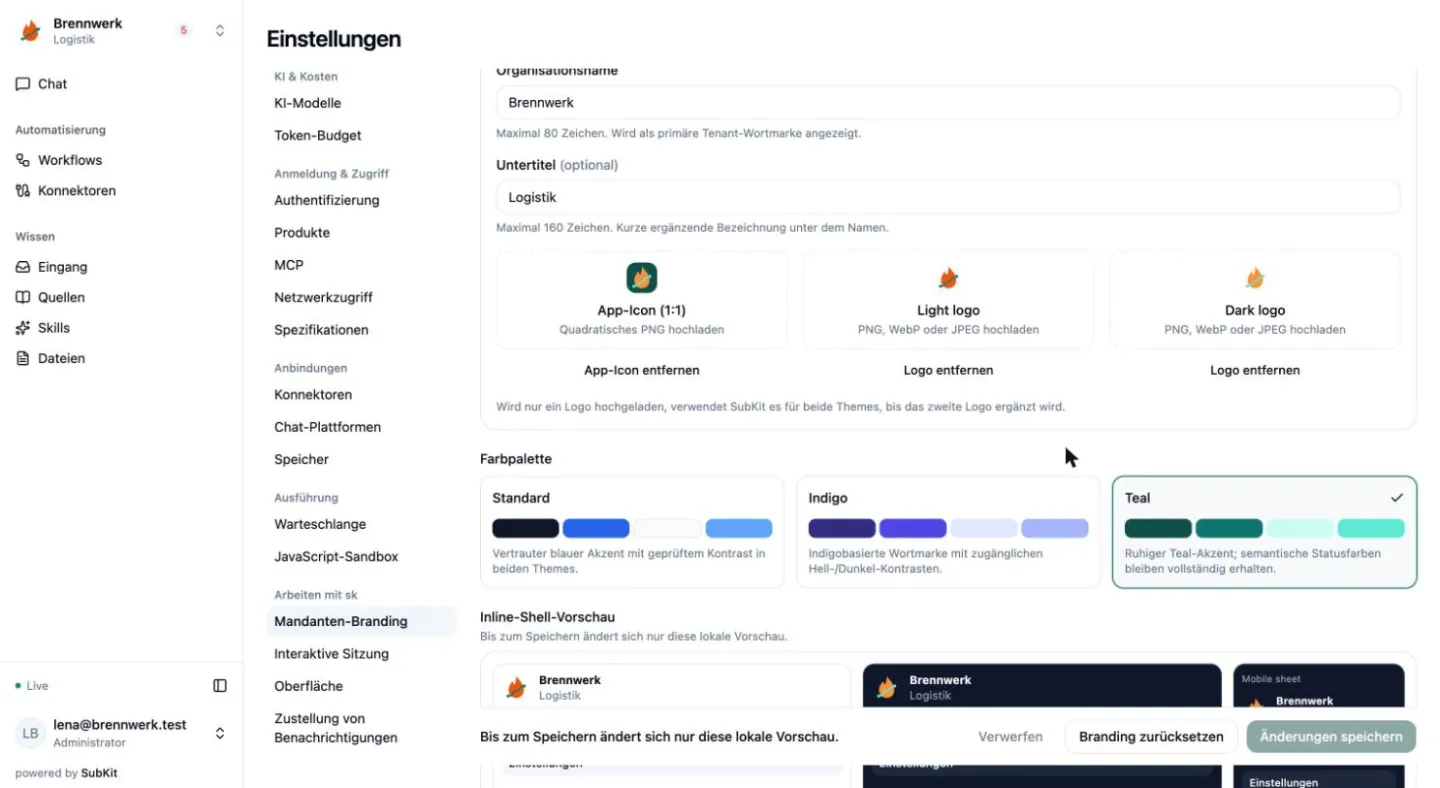 Brennwerk
Logistik
5
Chat
Automatisierung
Workflows
Konnektoren
Wissen
Eingang
Quellen
Skills
Dateien
Live
LB
lena@brennwerk.test
Administrator
powered by SubKit
Einstellungen
KI & Kosten
KI-Modelle
Token-Budget
Anmeldung & Zugriff
Authentifizierung
Produkte
MCP
Netzwerkzugriff
Spezifikationen
Anbindungen
Konnektoren
Chat-Plattformen
Speicher
Ausführung
Warteschlange
JavaScript-Sandbox
Arbeiten mit sk
Mandanten-Branding
Interaktive Sitzung
Oberfläche
Zustellung von
Benachrichtigungen
Organisationsname
Brennwerk
Maximal 80 Zeichen. Wird als primäre Tenant-Wortmarke angezeigt.
Untertitel (optional)
Logistik
Maximal 160 Zeichen. Kurze ergänzende Bezeichnung unter dem Namen.
App-Icon (1:1)
Quadratisches PNG hochladen
App-Icon entfernen
Light logo
PNG, WebP oder JPEG hochladen
Logo entfernen
Dark logo
PNG, WebP oder JPEG hochladen
Logo entfernen
Wird nur ein Logo hochgeladen, verwendet SubKit es für beide Themes, bis das zweite Logo ergänzt wird.
Farbpalette
Standard
Vertrauter blauer Akzent mit geprüftem Kontrast in
beiden Themes.
Indigo
Indigobasierte Wortmarke mit zugänglichen
Hell-/Dunkel-Kontrasten.
Teal
Ruhiger Teal-Akzent; semantische Statusfarben
bleiben vollständig erhalten.
Inline-Shell-Vorschau
Bis zum Speichern ändert sich nur diese lokale Vorschau.
Brennwerk
Logistik
Brennwerk
Logistik
Mobile sheet
Brennwerk
Bis zum Speichern ändert sich nur diese lokale Vorschau.
Verwerfen
Branding zurücksetzen
Änderungen speichern
Einstellungen
Einstellungen
Einstellungen